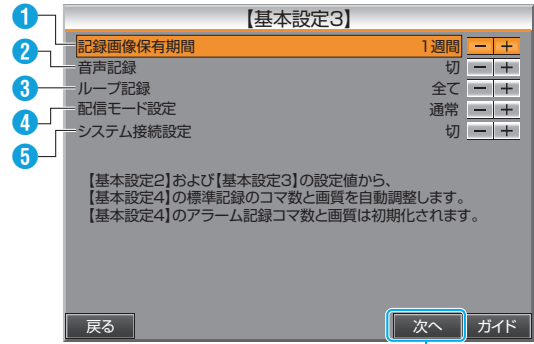 【基本設定3】
1 記録画像保有期間 1週間 − +
2 音声記録 切 − +
3 ループ記録 全て − +
4 配信モード設定 通常 − +
5 システム接続設定 切 − +
【基本設定2】および【基本設定3】の設定値から、
【基本設定4】の標準記録のコマ数と画質を自動調整します。
【基本設定4】のアラーム記録コマ数と画質は初期化されます。
戻る 次へ ガイド